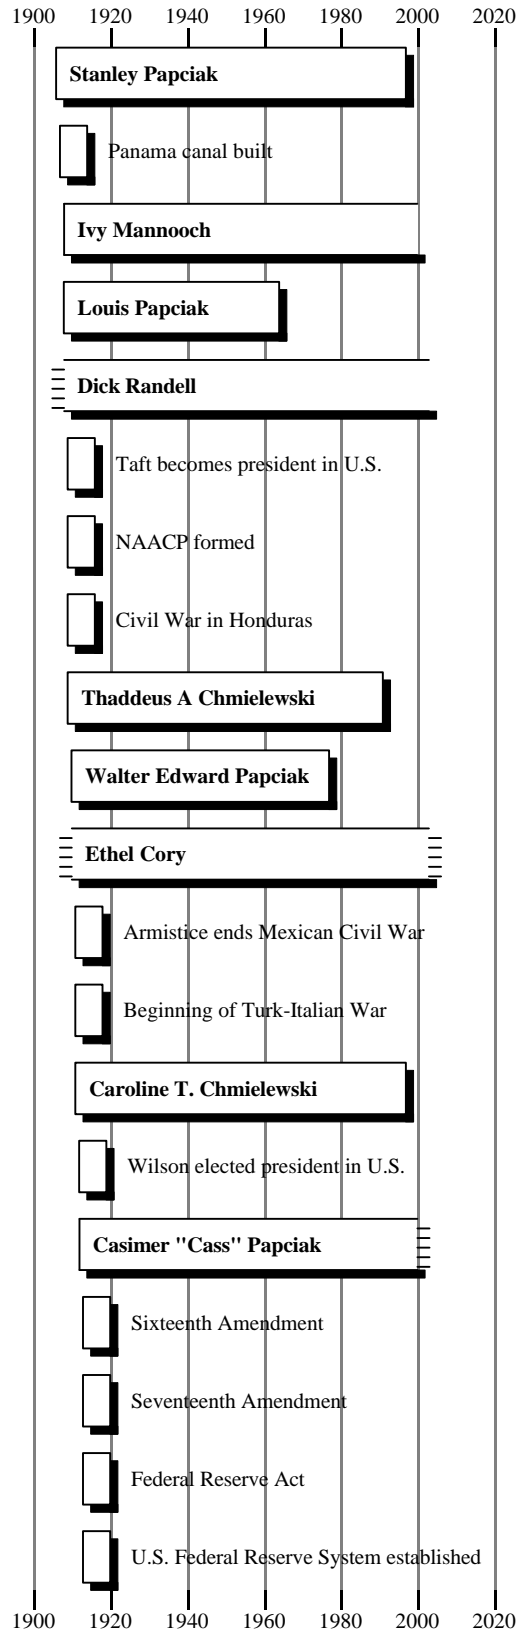 1900 1920 1940 1960 1980 2000 2020
Stanley Papciak
Panama canal built
Ivy Mannooch
Louis Papciak
Dick Randell
Taft becomes president in U.S.
NAACP formed
Civil War in Honduras
Thaddeus A Chmielewski
Walter Edward Papciak
Ethel Cory
Armistice ends Mexican Civil War
Beginning of Turk-Italian War
Caroline T. Chmielewski
Wilson elected president in U.S.
Casimer "Cass" Papciak
Sixteenth Amendment
Seventeenth Amendment
Federal Reserve Act
U.S. Federal Reserve System established
1900 1920 1940 1960 1980 2000 2020